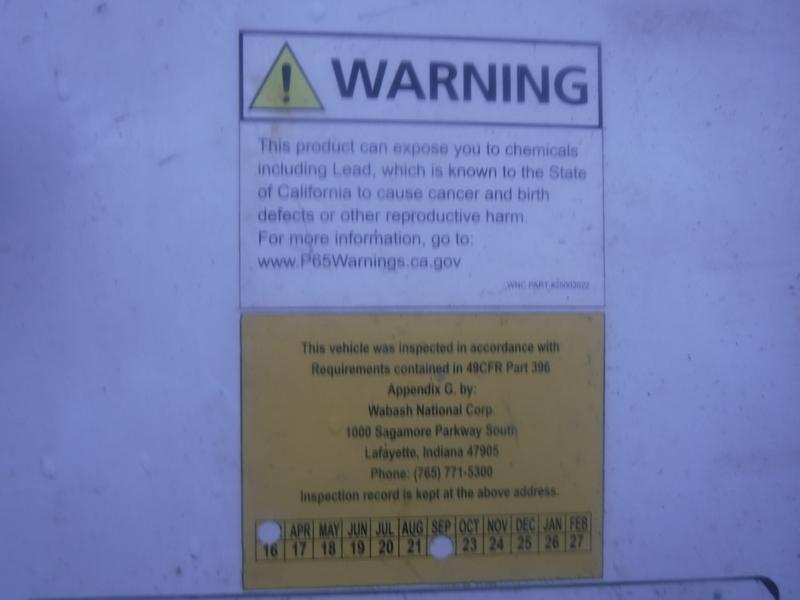 WARNING
This product can expose you to chemicals
including Lead, which is known to the State
of California to cause cancer and birth
defects or other reproductive harm.
For more information, go to:
www.P65Warnings.ca.gov
WNC PART
This vehicle was inspected in accordance with
Requirements contained in 49CFR Part 396
Appendix G. by:
Wabash National Corp.
1000 Sagamore Parkway South
Lafayette, Indiana 47905
Phone: (765) 771-5300
Inspection record is kept at the above address.
APR MAY JUN JUL AUG SEP OCT NOV DEC JAN FEB
16 17 18 19 20 21 23 24 25 26 27